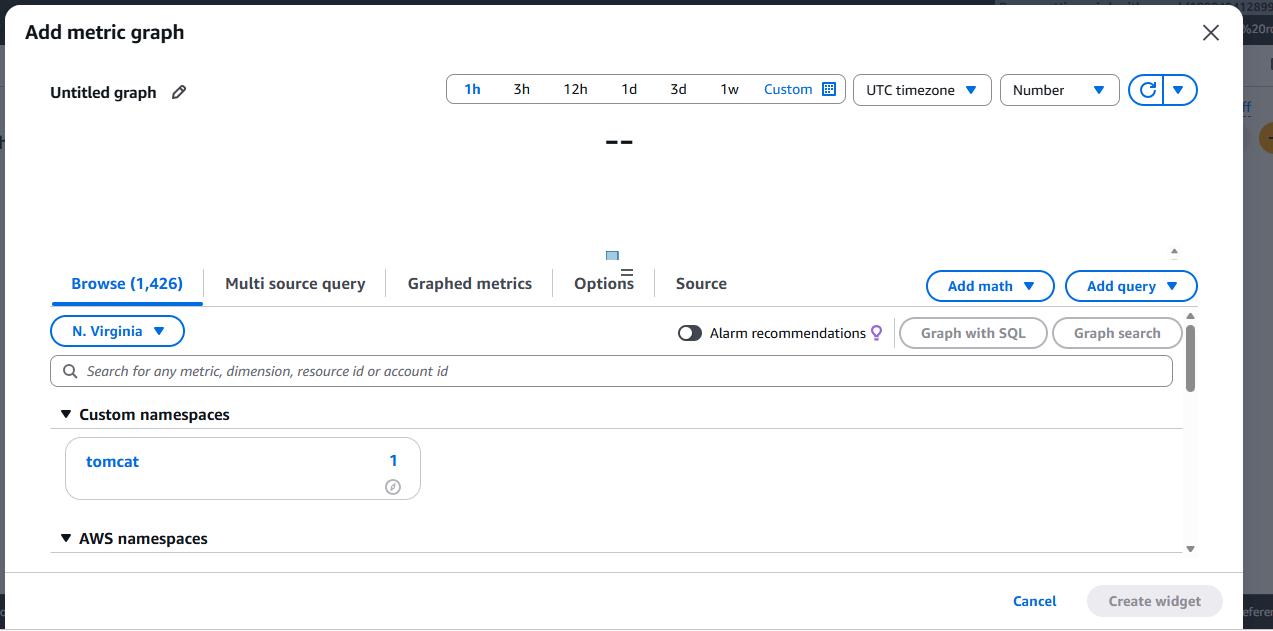 Add metric graph
Untitled graph
1h 3h 12h 1d 3d 1w Custom
UTC timezone
Number
--
Browse (1,426)
Multi source query
Graphed metrics
Options
Source
Add math
Add query
N. Virginia
Alarm recommendations
Graph with SQL
Graph search
Search for any metric, dimension, resource id or account id
Custom namespaces
tomcat 1
AWS namespaces
Cancel
Create widget